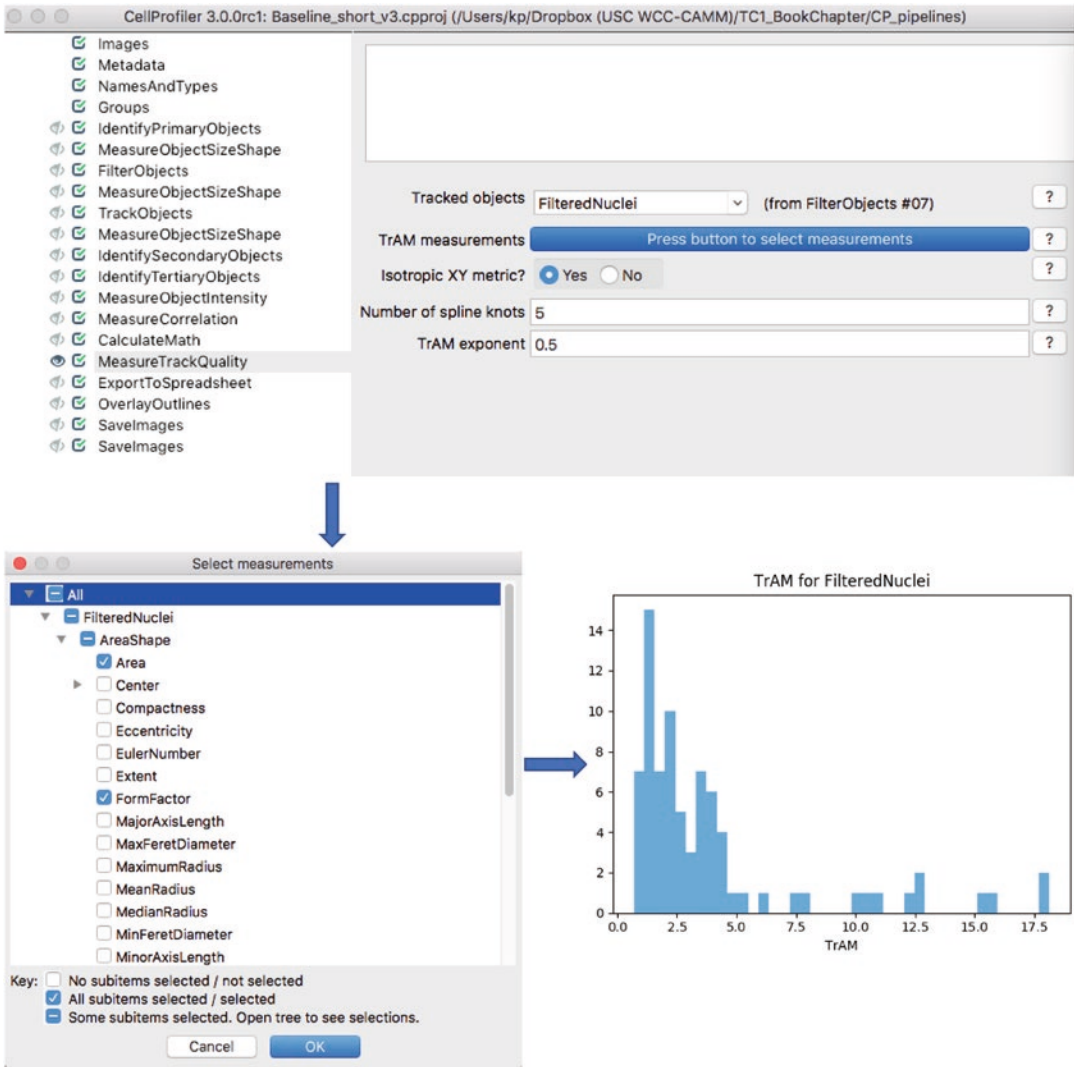 CellProfiler 3.0.0rc1: Baseline_short_v3.cpproj (/Users/kp/Dropbox (USC WCC-CAMM)/TC1_BookChapter/CP_pipelines)
Images
Metadata
NamesAndTypes
Groups
IdentifyPrimaryObjects
MeasureObjectSizeShape
FilterObjects
MeasureObjectSizeShape
TrackObjects
MeasureObjectSizeShape
IdentifySecondaryObjects
IdentifyTertiaryObjects
MeasureObjectIntensity
MeasureCorrelation
CalculateMath
MeasureTrackQuality
ExportToSpreadsheet
OverlayOutlines
SaveImages
SaveImages
Tracked objects FilteredNuclei (from FilterObjects #07) ?
TrAM measurements Press button to select measurements ?
Isotropic XY metric? Yes No ?
Number of spline knots 5 ?
TrAM exponent 0.5 ?
Select measurements
All
FilteredNuclei
AreaShape
Area
Center
Compactness
Eccentricity
EulerNumber
Extent
FormFactor
MajorAxisLength
MaxFeretDiameter
MaximumRadius
MeanRadius
MedianRadius
MinFeretDiameter
MinorAxisLength
Key: No subitems selected / not selected
All subitems selected / selected
Some subitems selected. Open tree to see selections.
Cancel OK
TrAM for FilteredNuclei
14
12
10
8
6
4
2
0
0.0 2.5 5.0 7.5 10.0 12.5 15.0 17.5
TrAM